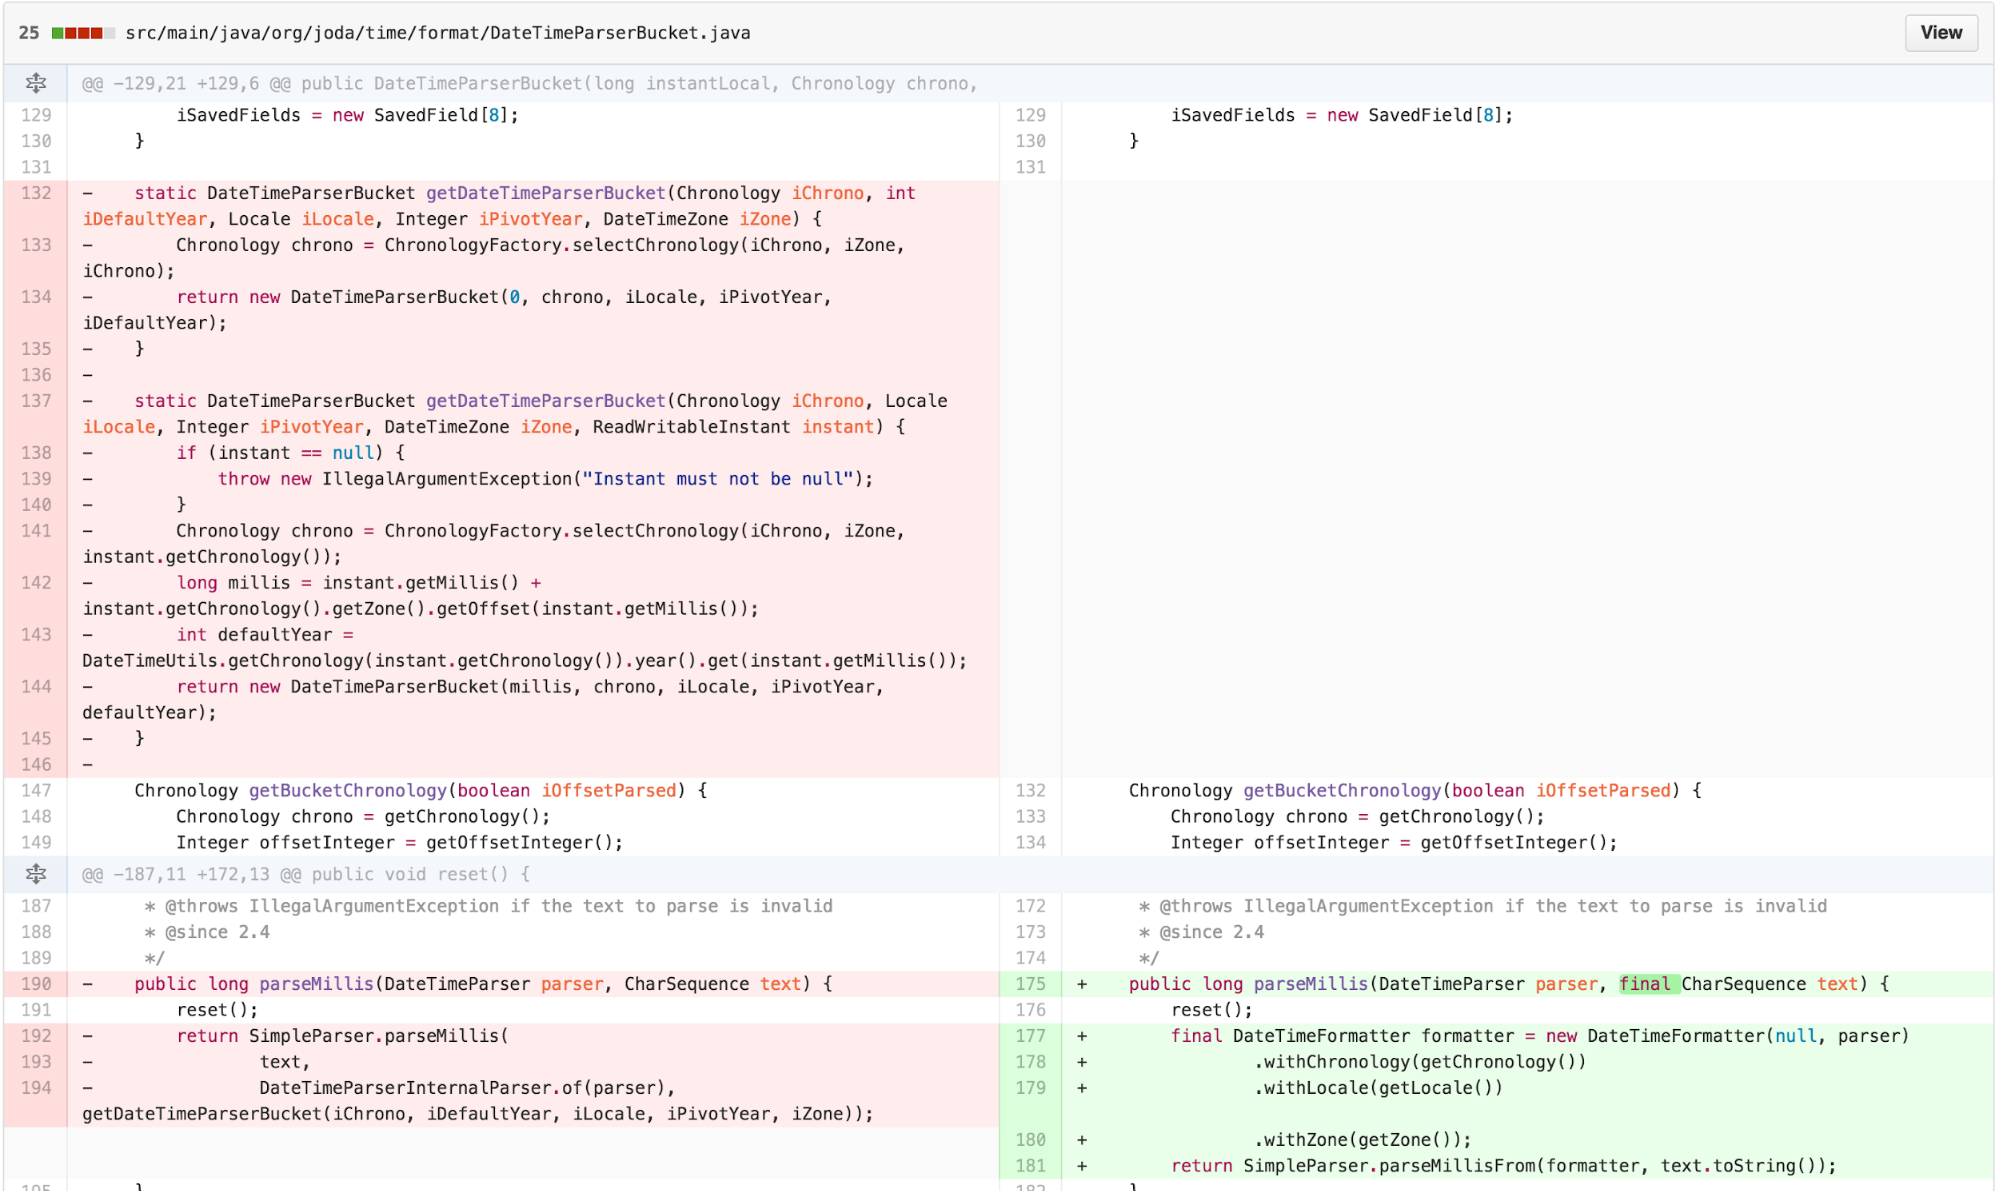 25 src/main/java/org/joda/time/format/DateTimeParserBucket.java View
@@ -129,21 +129,6 @@ public DateTimeParserBucket(long instantLocal, Chronology chrono,
129 iSavedFields = new SavedField[8]; 129 iSavedFields = new SavedField[8];
130 } 130 }
131 131
132 - static DateTimeParserBucket getDateTimeParserBucket(Chronology iChrono, int
iDefaultYear, Locale iLocale, Integer iPivotYear, DateTimeZone iZone) {
133 - Chronology chrono = ChronologyFactory.selectChronology(iChrono, iZone,
iChrono);
134 - return new DateTimeParserBucket(0, chrono, iLocale, iPivotYear,
iDefaultYear);
135 - }
136 -
137 - static DateTimeParserBucket getDateTimeParserBucket(Chronology iChrono, Locale
iLocale, Integer iPivotYear, DateTimeZone iZone, ReadWritableInstant instant) {
138 - if (instant == null) {
139 - throw new IllegalArgumentException("Instant must not be null");
140 - }
141 - Chronology chrono = ChronologyFactory.selectChronology(iChrono, iZone,
instant.getChronology());
142 - long millis = instant.getMillis() +
instant.getChronology().getZone().getOffset(instant.getMillis());
143 - int defaultYear =
DateTimeUtils.getChronology(instant.getChronology()).year().get(instant.getMillis());
144 - return new DateTimeParserBucket(millis, chrono, iLocale, iPivotYear,
defaultYear);
145 - }
146 -
147 Chronology getBucketChronology(boolean iOffsetParsed) { 132 Chronology getBucketChronology(boolean iOffsetParsed) {
148 Chronology chrono = getChronology(); 133 Chronology chrono = getChronology();
149 Integer offsetInteger = getOffsetInteger(); 134 Integer offsetInteger = getOffsetInteger();
@@ -187,11 +172,13 @@ public void reset() {
187 * @throws IllegalArgumentException if the text to parse is invalid 172 * @throws IllegalArgumentException if the text to parse is invalid
188 * @since 2.4 173 * @since 2.4
189 */ 174 */
190 - public long parseMillis(DateTimeParser parser, CharSequence text) { 175 + public long parseMillis(DateTimeParser parser, final CharSequence text) {
191 reset(); 176 reset();
192 - return SimpleParser.parseMillis( 177 + final DateTimeFormatter formatter = new DateTimeFormatter(null, parser)
193 - text, 178 + .withChronology(getChronology())
194 - DateTimeParserInternalParser.of(parser), 179 + .withLocale(getLocale())
getDateTimeParserBucket(iChrono, iDefaultYear, iLocale, iPivotYear, iZone));
180 + .withZone(getZone());
181 + return SimpleParser.parseMillisFrom(formatter, text.toString());